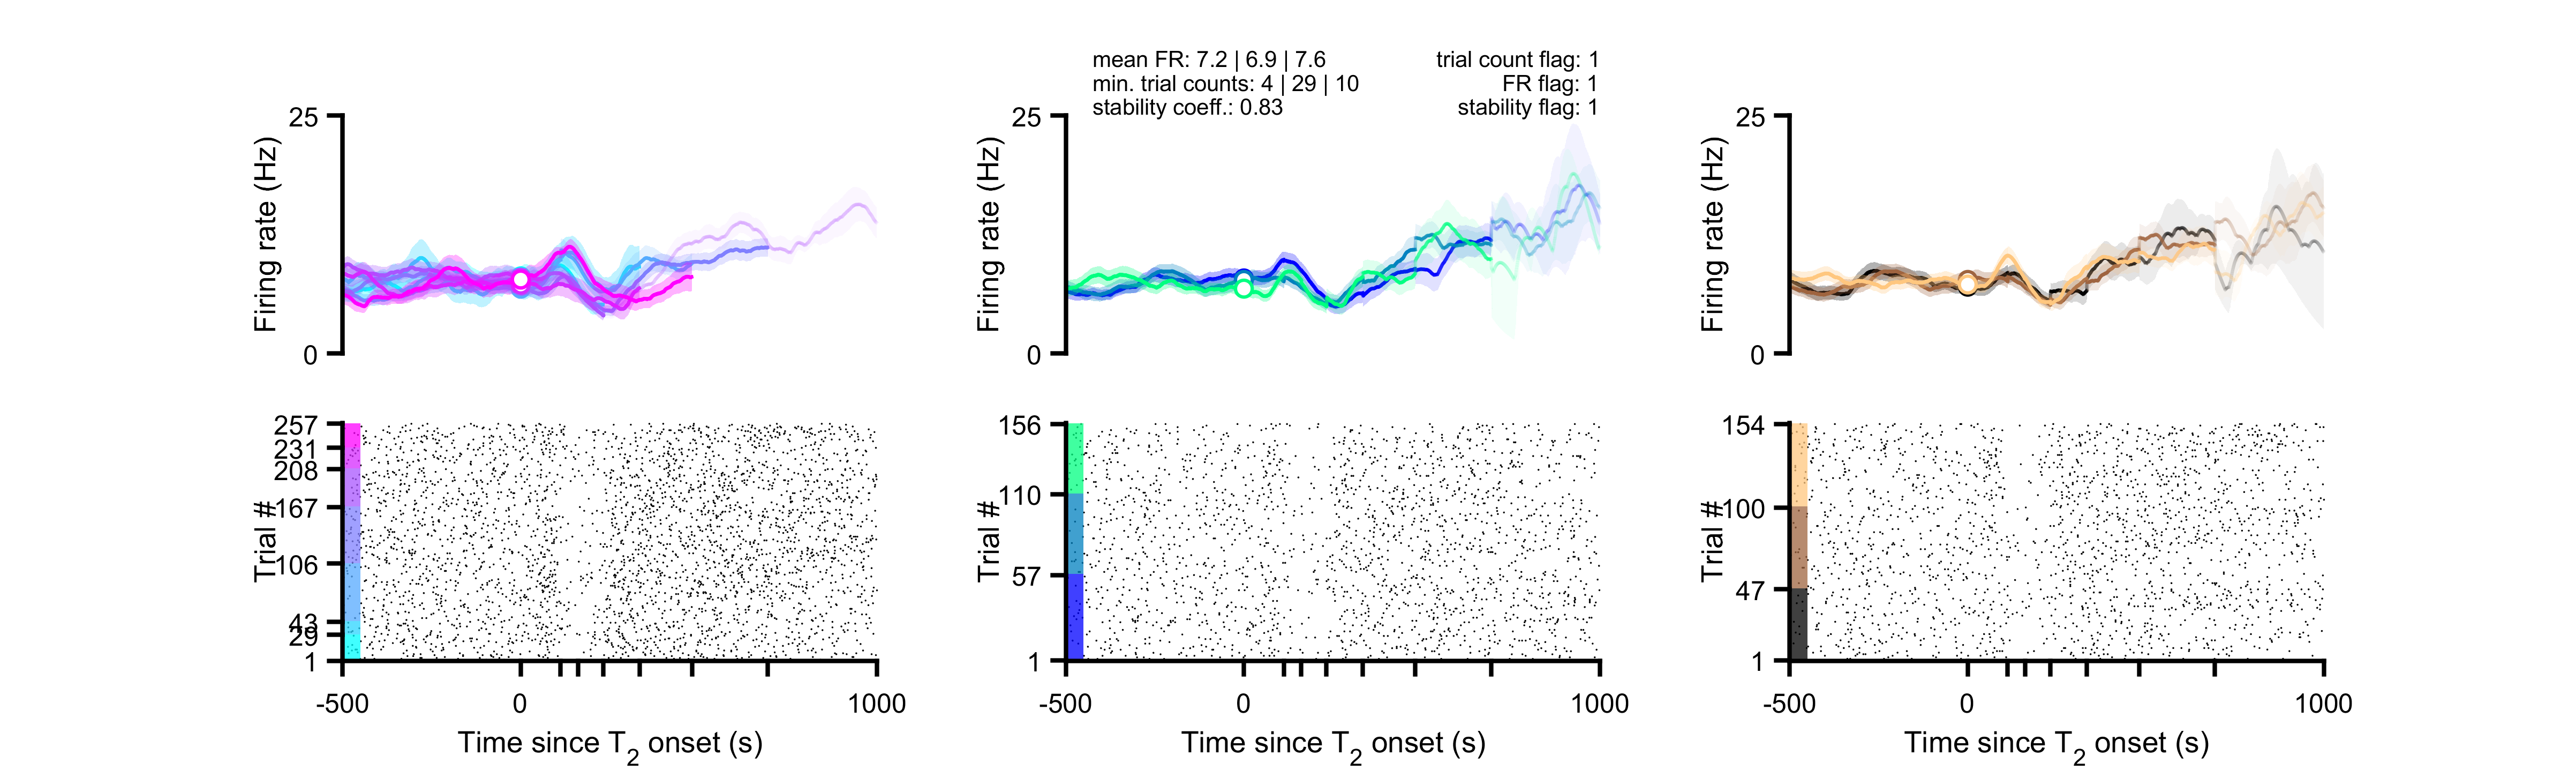 mean FR: 7.2 | 6.9 | 7.6
min. trial counts: 4 | 29 | 10
stability coeff.: 0.83
trial count flag: 1
FR flag: 1
stability flag: 1
25
0
Firing rate (Hz)
25
0
Firing rate (Hz)
25
0
Firing rate (Hz)
257
231
208
167
106
43
29
1
Trial #
-500
0
1000
Time since T2 onset (s)
156
110
57
1
Trial #
-500
0
1000
Time since T2 onset (s)
154
100
47
1
Trial #
-500
0
1000
Time since T2 onset (s)